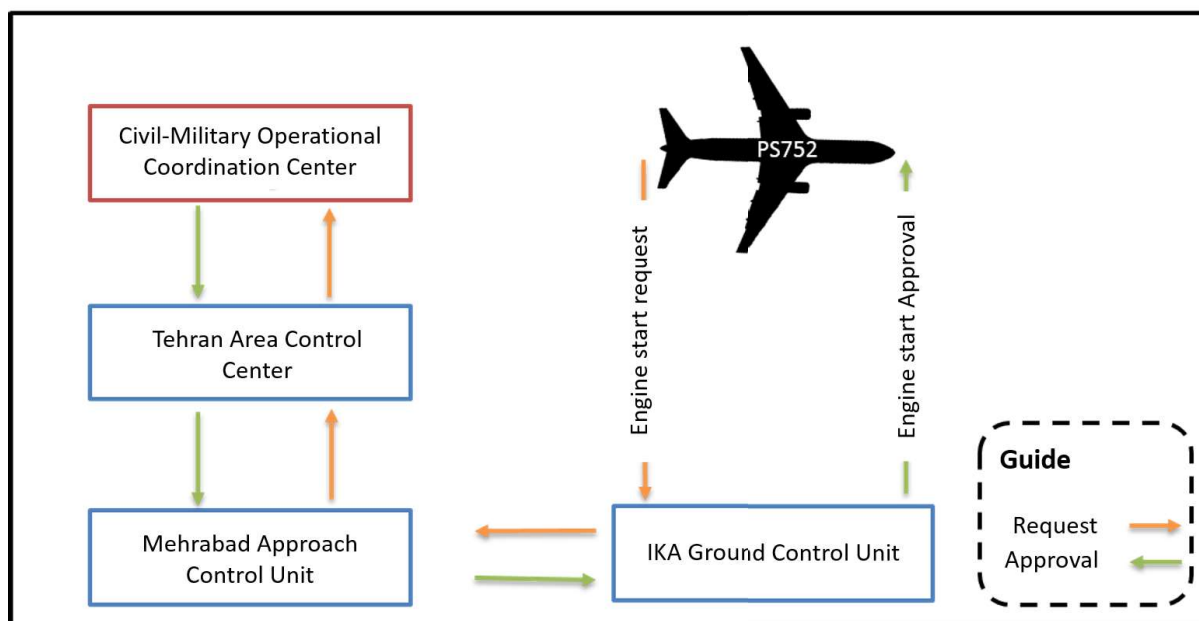 Civil-Military Operational
Coordination Center
PS752
Engine start request
Engine start Approval
Tehran Area Control
Center
Mehrabad Approach
Control Unit
IKA Ground Control Unit
Guide
Request
Approval